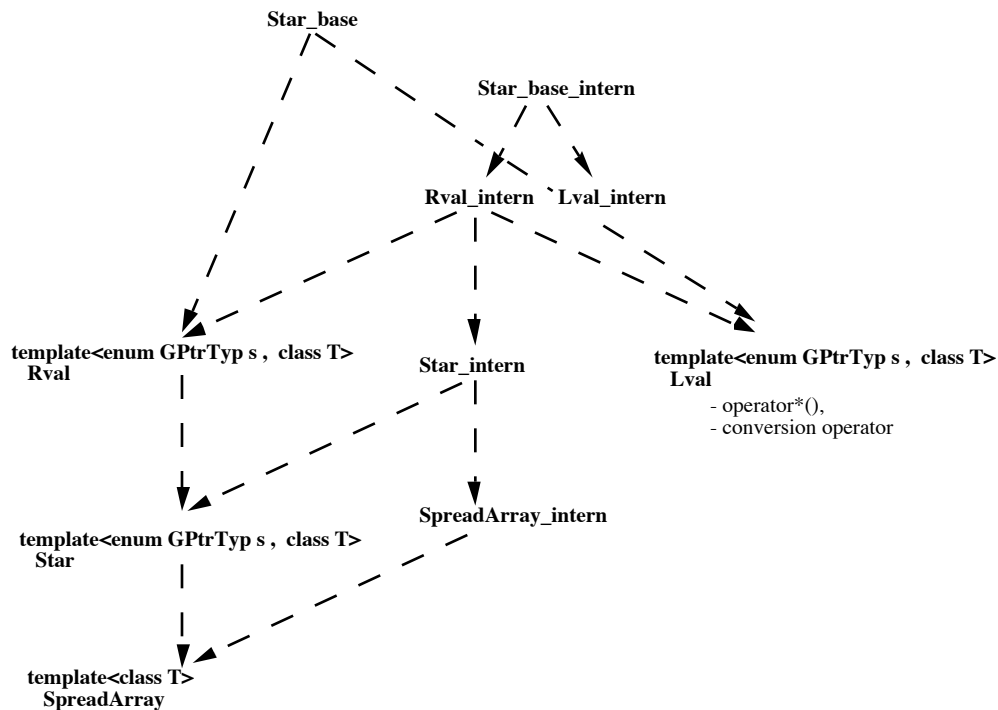 Star_base
Star_base_intern
Rval_intern
Lval_intern
template<enum GPtrTyp s ,  class T>
Rval
Star_intern
template<enum GPtrTyp s ,  class T>
Lval
- operator*(),
- conversion operator
SpreadArray_intern
template<enum GPtrTyp s ,  class T>
Star
template<class T>
SpreadArray